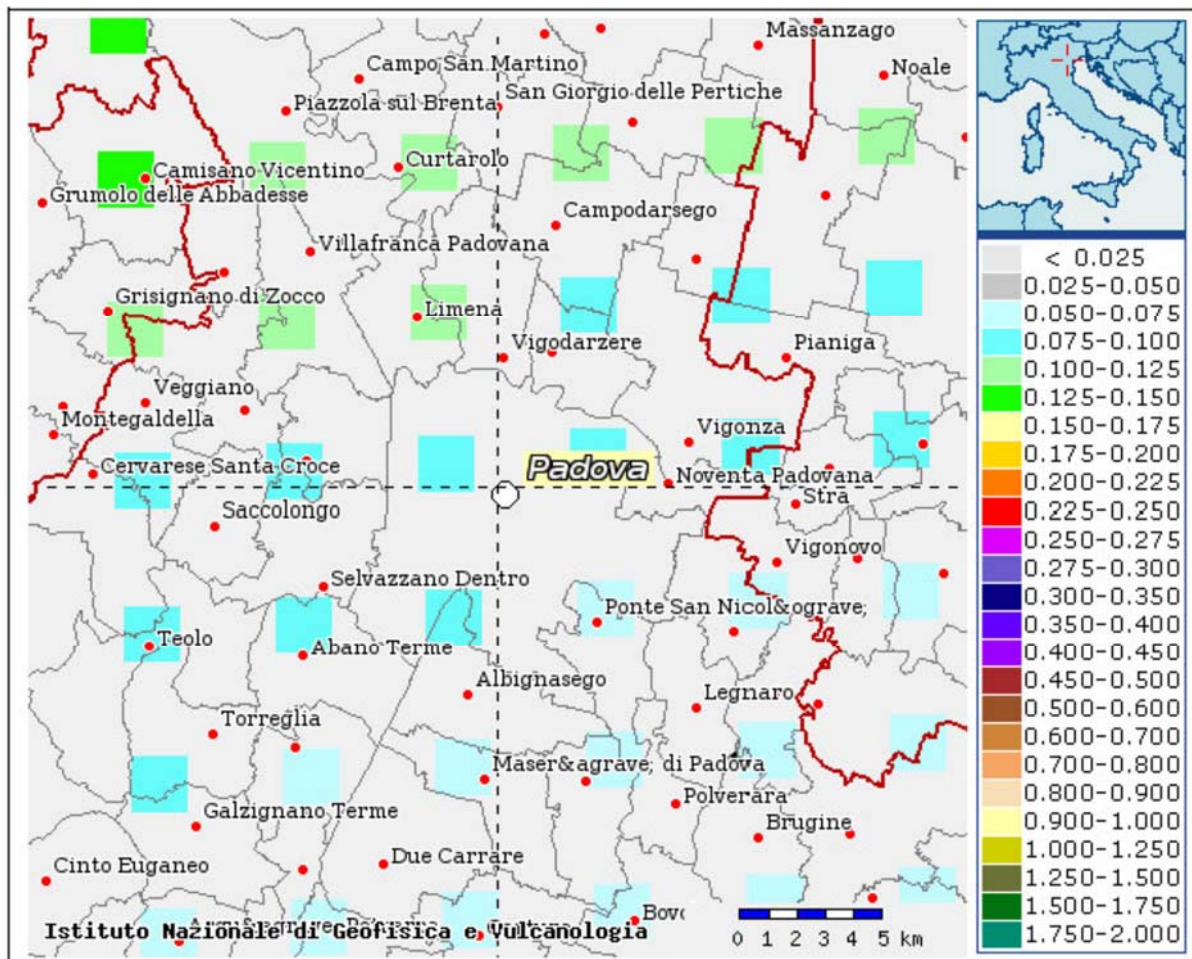 Massanzago
Campo San Martino
Noale
San Giorgio delle Pertiche
Piazzola sul Brenta
Curtarolo
Camisano Vicentino
Grumolo delle Abbadesse
Campodarsego
Villafranca Padovana
Grisignano di Zocco
Limena
Vigodarzere
Pianiga
Veggiano
Montegaldella
Vigonza
Cervarese Santa Croce
Padova
Noventa Padovana
Stra
Saccolongo
Vigonovo
Selvazzano Dentro
Ponte San Nicol&ograve;
Teolo
Abano Terme
Albignasego
Legnaro
Torreglia
Maser&agrave; di Padova
Polverara
Galzignano Terme
Brugine
Due Carrare
Cinto Euganeo
Istituto Nazionale di Geofisica e Vulcanologia
0 1 2 3 4 5 km
< 0.025
0.025-0.050
0.050-0.075
0.075-0.100
0.100-0.125
0.125-0.150
0.150-0.175
0.175-0.200
0.200-0.225
0.225-0.250
0.250-0.275
0.275-0.300
0.300-0.350
0.350-0.400
0.400-0.450
0.450-0.500
0.500-0.600
0.600-0.700
0.700-0.800
0.800-0.900
0.900-1.000
1.000-1.250
1.250-1.500
1.500-1.750
1.750-2.000